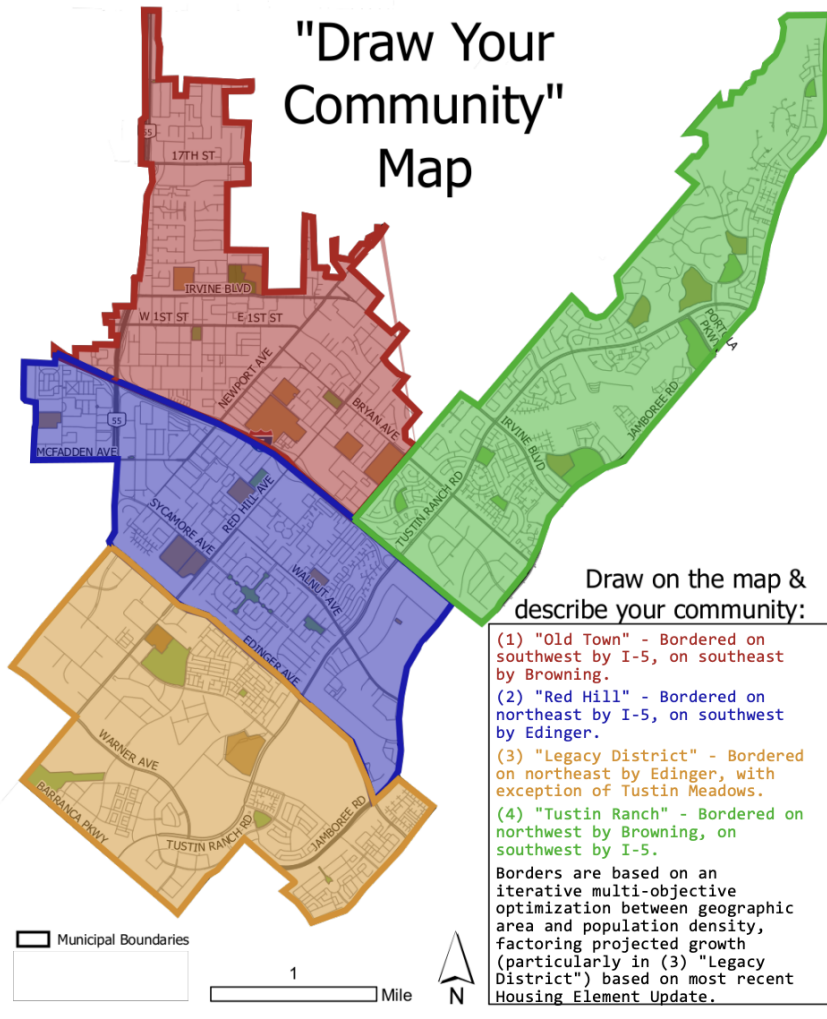 "Draw Your
Community"
Map
55
17TH ST
IRVINE BLVD
W 1ST ST
E 1ST ST
NEWPORT AVE
BRYAN AVE
PORTOLA
PKWY
JAMBOREE RD
IRVINE BLVD
TUSTIN RANCH RD
55
MCFADDEN AVE
RED HILL AVE
SYCAMORE AVE
WALNUT AVE
EDINGER AVE
WARNER AVE
BARRANCA PKWY
TUSTIN RANCH RD
JAMBOREE RD
Draw on the map &
describe your community:
(1) "Old Town" - Bordered on
southwest by I-5, on southeast
by Browning.
(2) "Red Hill" - Bordered on
northeast by I-5, on southwest
by Edinger.
(3) "Legacy District" - Bordered
on northeast by Edinger, with
exception of Tustin Meadows.
(4) "Tustin Ranch" - Bordered on
northwest by Browning, on
southwest by I-5.
Borders are based on an
iterative multi-objective
optimization between geographic
area and population density,
factoring projected growth
(particularly in (3) "Legacy
District") based on most recent
Housing Element Update.
Municipal Boundaries
1
Mile
N